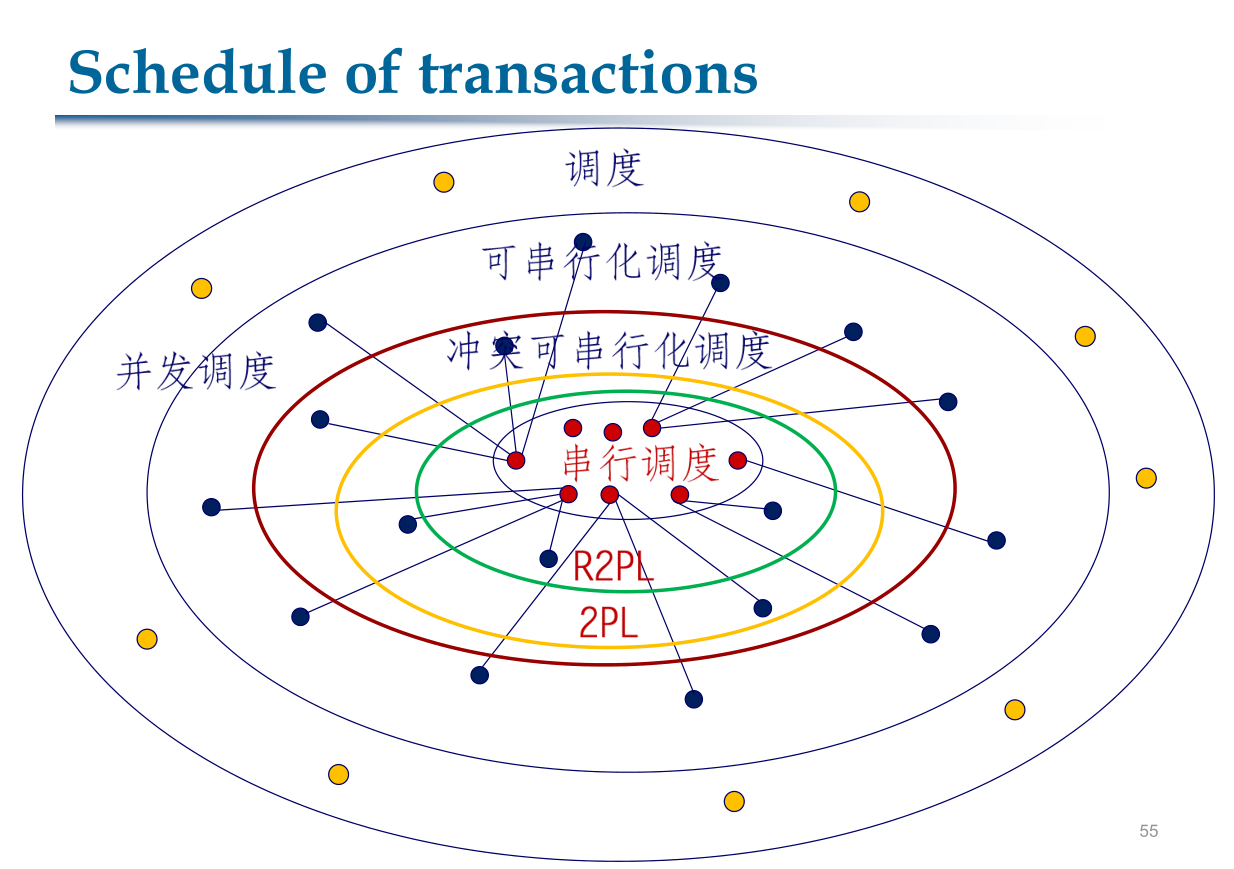 Schedule of transactions
调度
可串行化调度
冲突可串行化调度
并发调度
串行调度
R2PL
2PL
55